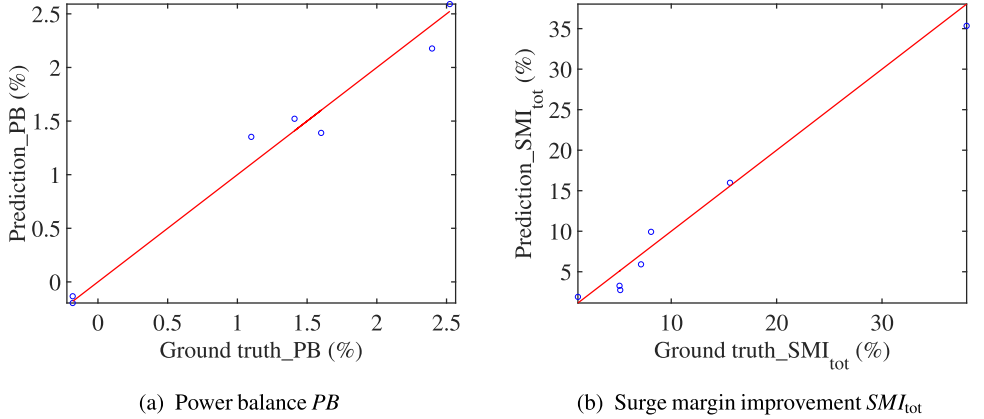 2.5
2
1.5
1
0.5
0
Prediction_PB (%)
0 0.5 1 1.5 2 2.5
Ground truth_PB (%)
(a) Power balance PB
35
30
25
20
15
10
5
Prediction_SMI_tot (%)
10 20 30
Ground truth_SMI_tot (%)
(b) Surge margin improvement SMI_tot